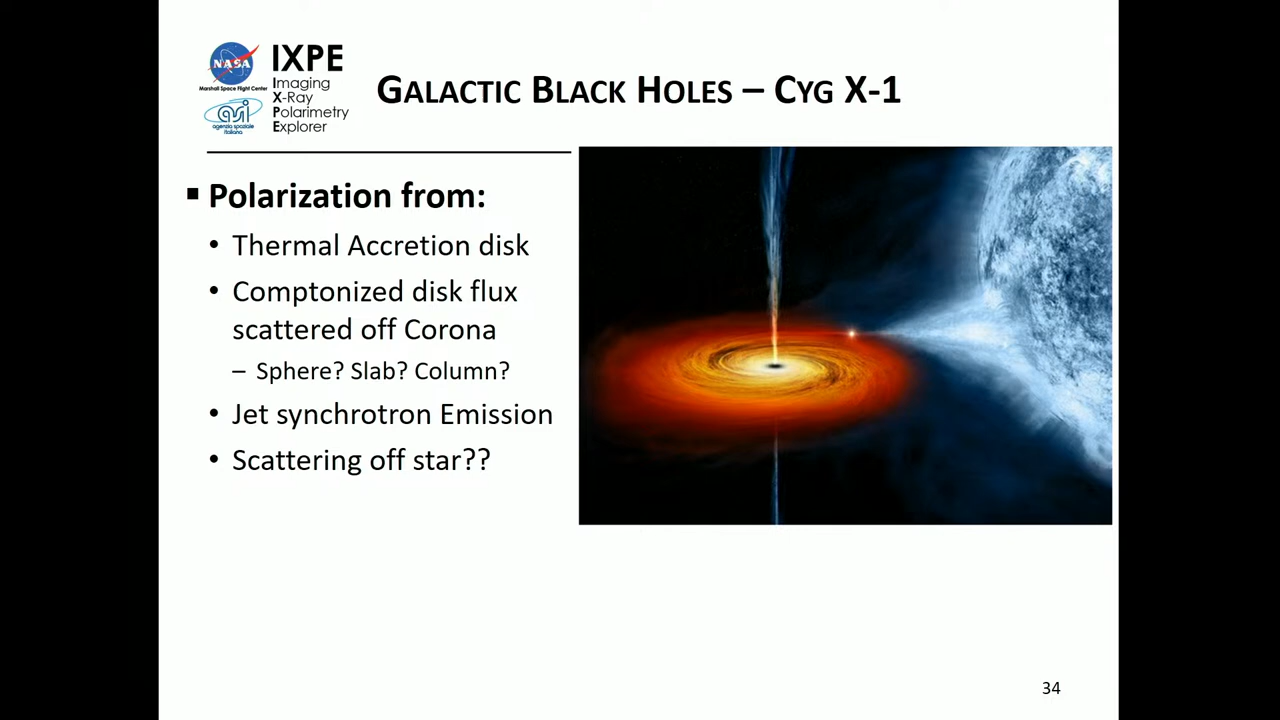 NASA
Marshall Space Flight Center
asi
agenzia spaziale
italiana
IXPE
Imaging
X-Ray
Polarimetry
Explorer
GALACTIC BLACK HOLES – CYG X-1
▪ Polarization from:
• Thermal Accretion disk
• Comptonized disk flux
scattered off Corona
– Sphere? Slab? Column?
• Jet synchrotron Emission
• Scattering off star??
34